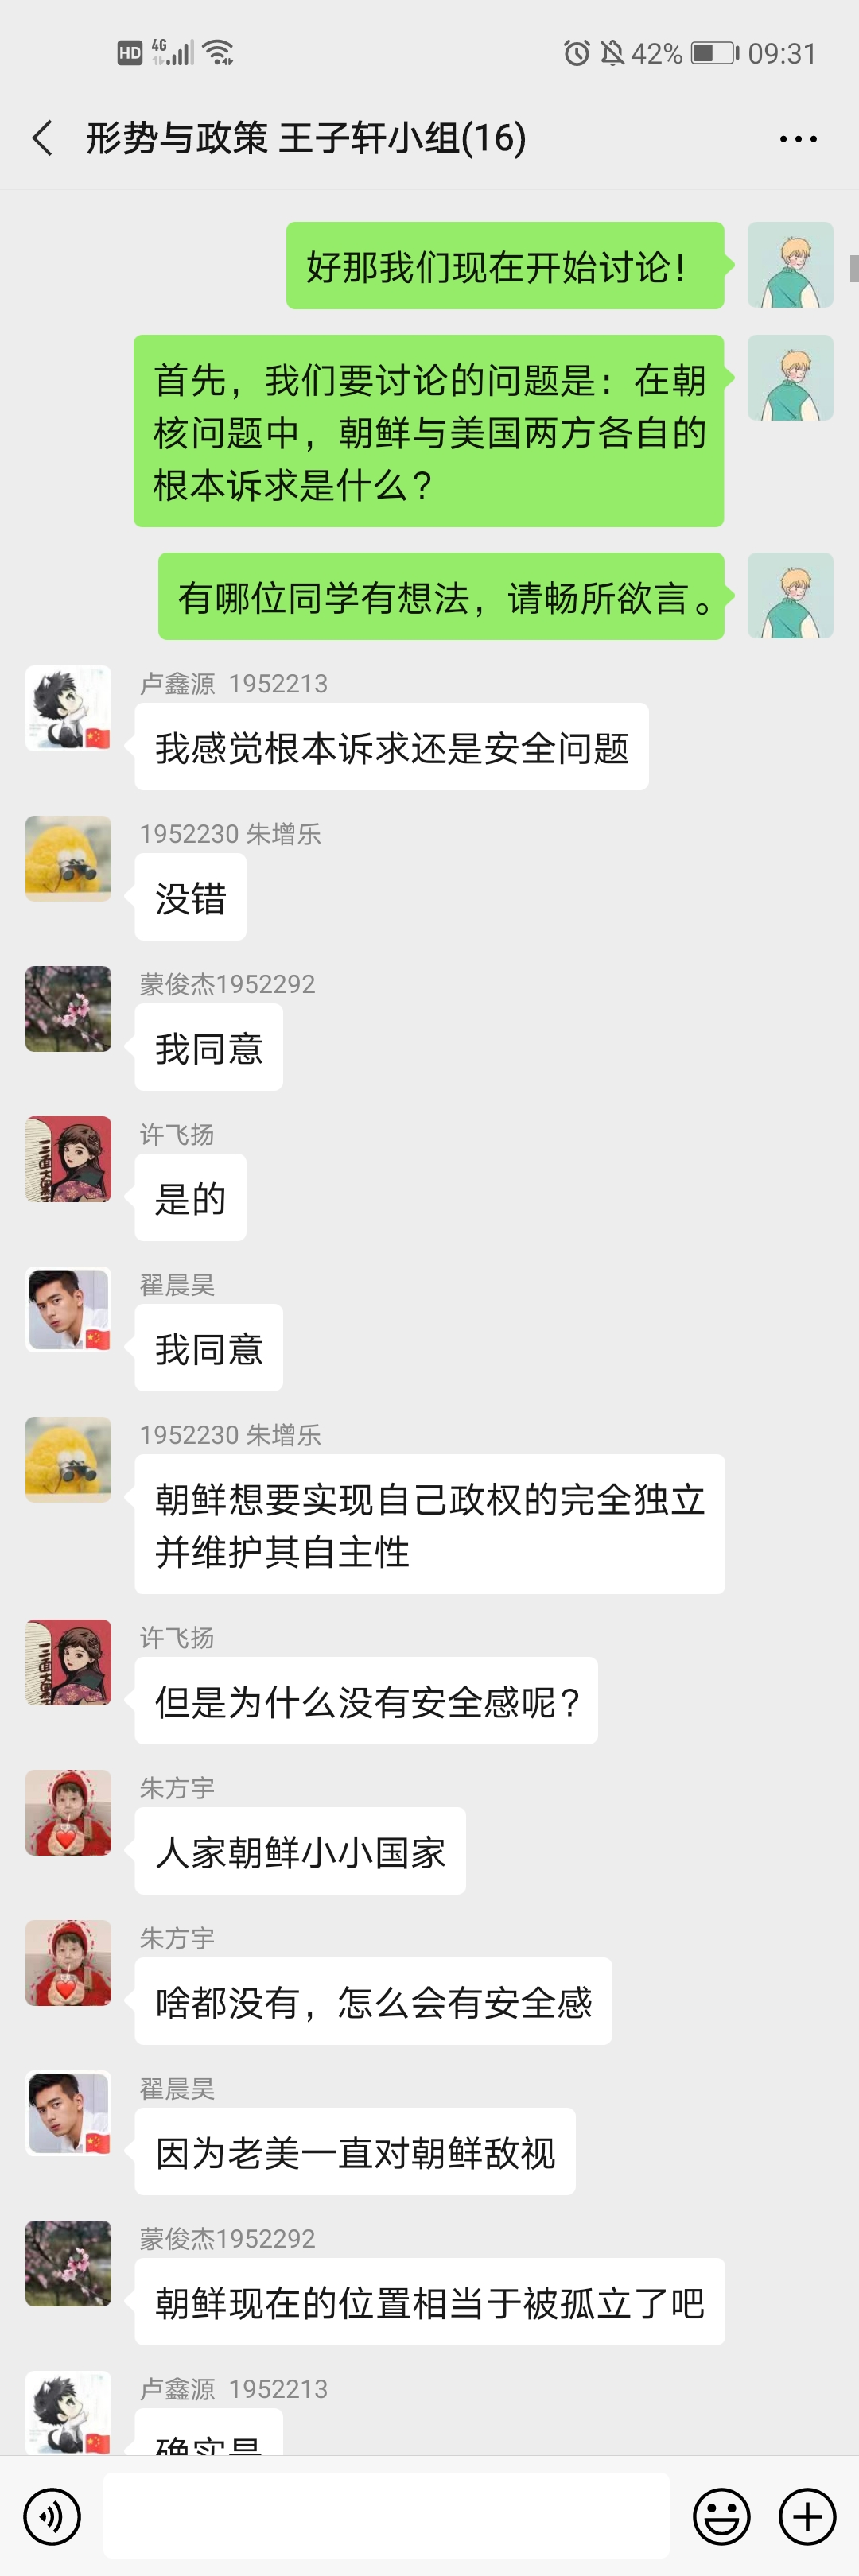 HD 4G 42% 09:31
形势与政策 王子轩小组(16)
好那我们现在开始讨论!
首先，我们要讨论的问题是：在朝
核问题中，朝鲜与美国两方各自的
根本诉求是什么?
有哪位同学有想法，请畅所欲言。
卢鑫源 1952213
我感觉根本诉求还是安全问题
1952230 朱增乐
没错
蒙俊杰1952292
我同意
许飞扬
是的
翟晨昊
我同意
1952230 朱增乐
朝鲜想要实现自己政权的完全独立
并维护其自主性
许飞扬
但是为什么没有安全感呢?
朱方宇
人家朝鲜小小国家
朱方宇
啥都没有，怎么会有安全感
翟晨昊
因为老美一直对朝鲜敌视
蒙俊杰1952292
朝鲜现在的位置相当于被孤立了吧
卢鑫源 1952213
确实是